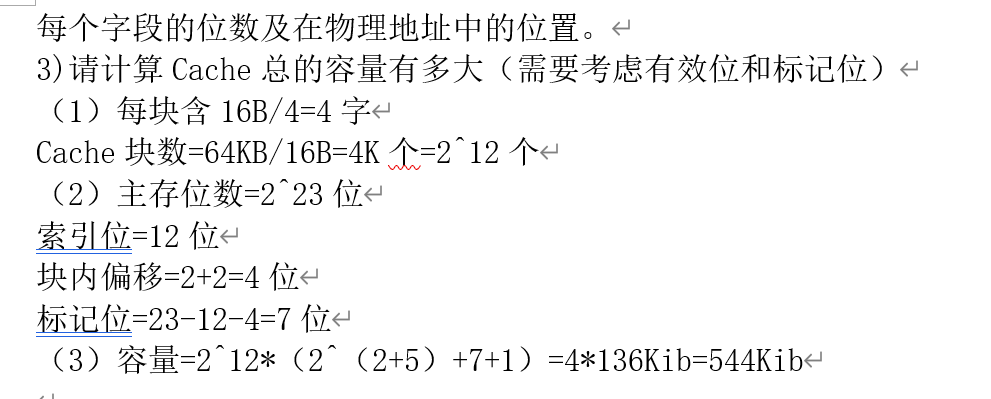 每个字段的位数及在物理地址中的位置。
3)请计算 Cache 总的容量有多大（需要考虑有效位和标记位）
（1）每块含 16B/4=4 字
Cache 块数=64KB/16B=4K 个=2^12 个
（2）主存位数=2^23 位
索引位=12 位
块内偏移=2+2=4 位
标记位=23-12-4=7 位
（3）容量=2^12*（2^（2+5）+7+1）=4*136Kib=544Kib